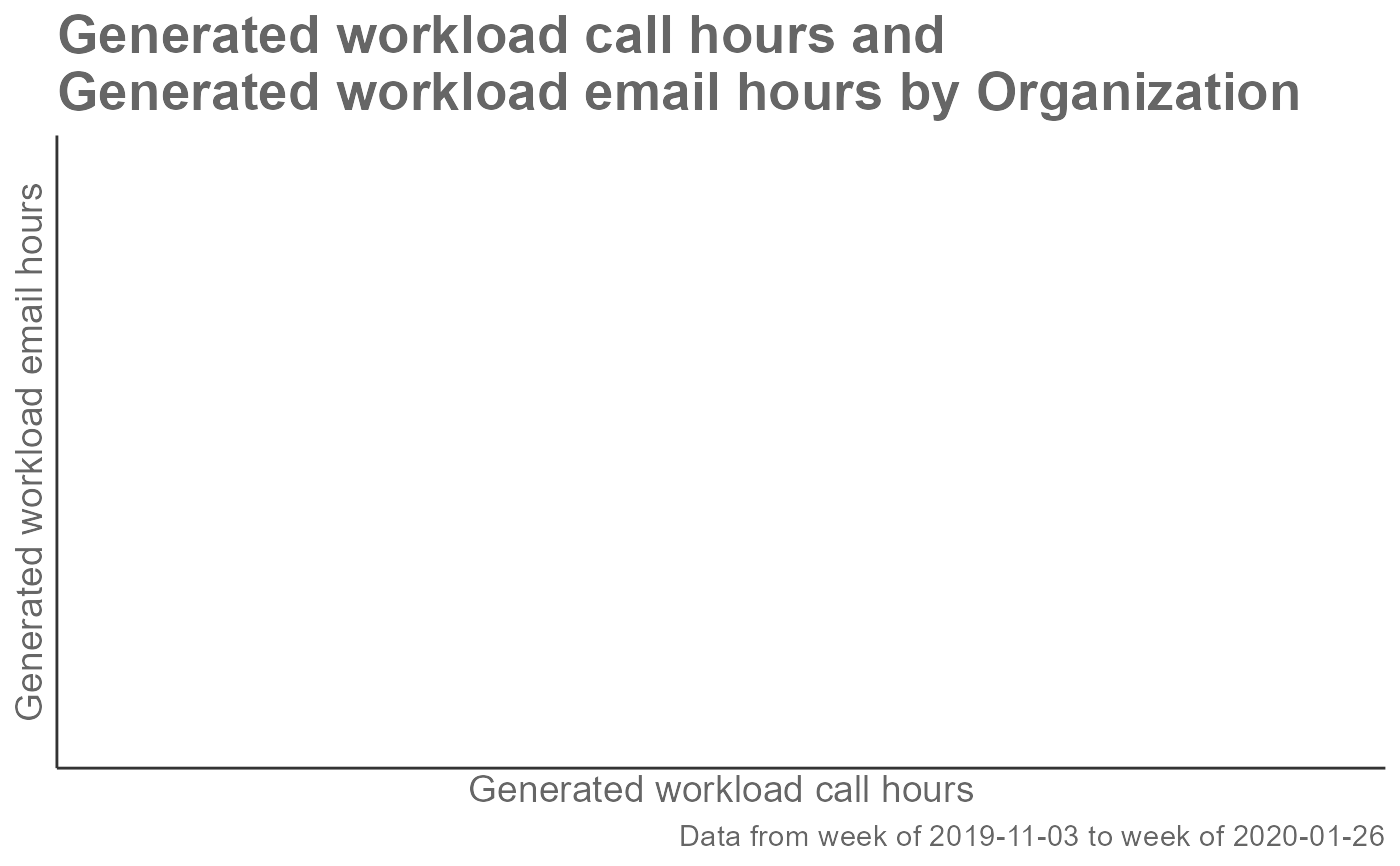 Generated workload call hours and
Generated workload email hours by Organization
Generated workload email hours
Generated workload call hours
Data from week of 2019-11-03 to week of 2020-01-26